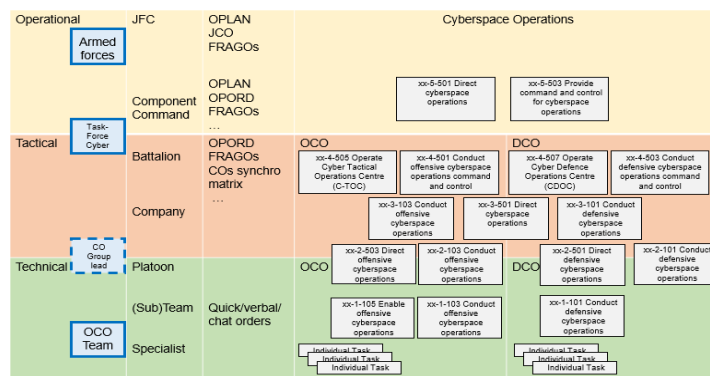 Operational
JFC
OPLAN
JCO
FRAGOs
Cyberspace Operations
Armed
forces
Component
Command
OPLAN
OPORD
FRAGOs
...
xx-5-501 Direct
cyberspace
operations
xx-5-503 Provide
command and control
for cyberspace
operations
Task-
Force
Cyber
Tactical
Battalion
OPORD
FRAGOs
COs synchro
matrix
...
OCO
DCO
xx-4-505 Operate
Cyber Tactical
Operations Centre
(C-TOC)
xx-4-501 Conduct
offensive cyberspace
operations command
and control
xx-4-507 Operate
Cyber Defence
Operations Centre
(CDOC)
xx-4-503 Conduct
defensive cyberspace
operations command
and control
Company
xx-3-103 Conduct
offensive
cyberspace
operations
xx-3-501 Direct
cyberspace
operations
xx-3-101 Conduct
defensive
cyberspace
operations
CO
Group
lead
xx-2-503 Direct
offensive
cyberspace
operations
xx-2-103 Conduct
offensive
cyberspace
operations
xx-2-501 Direct
defensive
cyberspace
operations
xx-2-101 Conduct
defensive
cyberspace
operations
Technical
Platoon
OCO
DCO
(Sub)Team
Quick/verbal/
chat orders
xx-1-105 Enable
offensive
cyberspace
operations
xx-1-103 Conduct
offensive
cyberspace
operations
xx-1-101 Conduct
defensive
cyberspace
operations
OCO
Team
Specialist
Individual Task
Individual Task
Individual Task
Individual Task
Individual Task
Individual Task